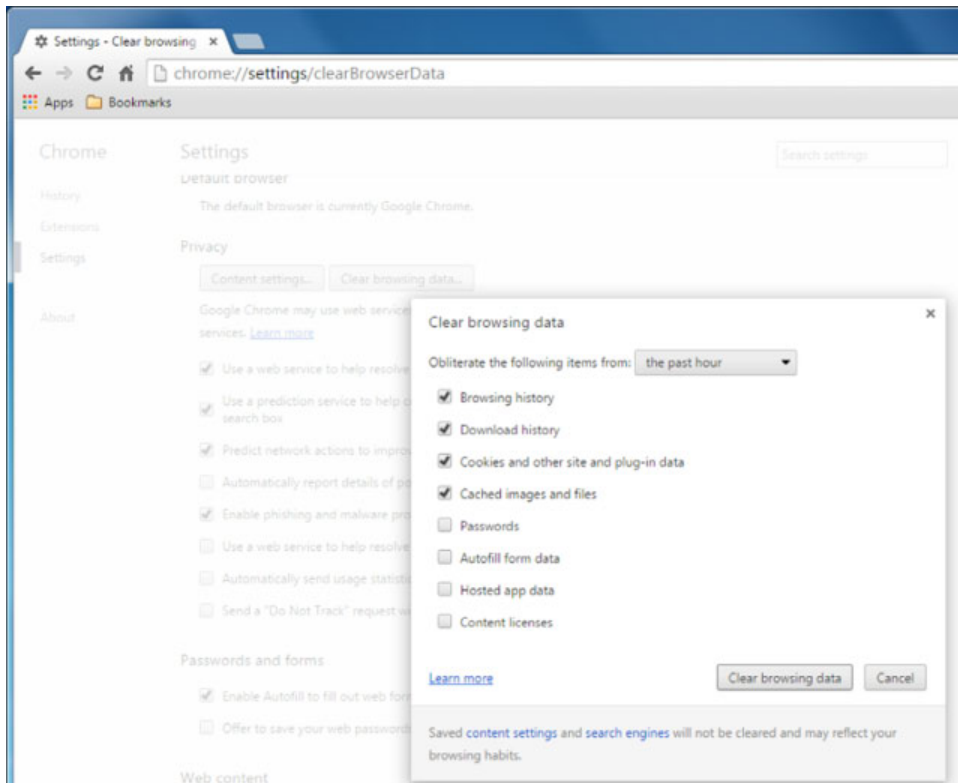 Settings - Clear browsing
chrome://settings/clearBrowserData
Apps Bookmarks
Chrome
Settings
Search settings
Default browser
History
The default browser is currently Google Chrome.
Extensions
Settings
Privacy
Content settings... Clear browsing data...
About
Google Chrome may use web services
services. Learn more
Use a web service to help resolve
Use a prediction service to help
search box
Predict network actions to
Automatically report details of
Enable phishing and malware
Use a web service to help resolve
Automatically send usage
Send a "Do Not Track" request
Passwords and forms
Enable Autofill to fill out web
Offer to save your web
Web content
Clear browsing data
Obliterate the following items from: the past hour
Browsing history
Download history
Cookies and other site and plug-in data
Cached images and files
Passwords
Autofill form data
Hosted app data
Content licenses
Learn more Clear browsing data Cancel
Saved content settings and search engines will not be cleared and may reflect your
browsing habits.